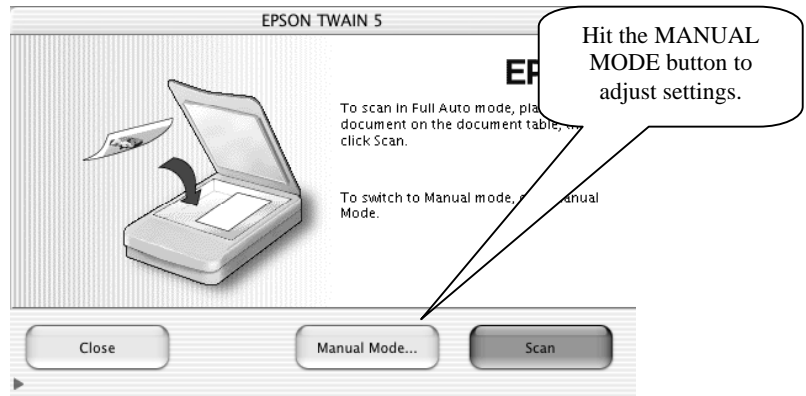 EPSON TWAIN 5
Hit the MANUAL
MODE button to
adjust settings.
To scan in Full Auto mode,
document on the document table,
click Scan.
To switch to Manual mode,
Mode.
Close
Manual Mode...
Scan